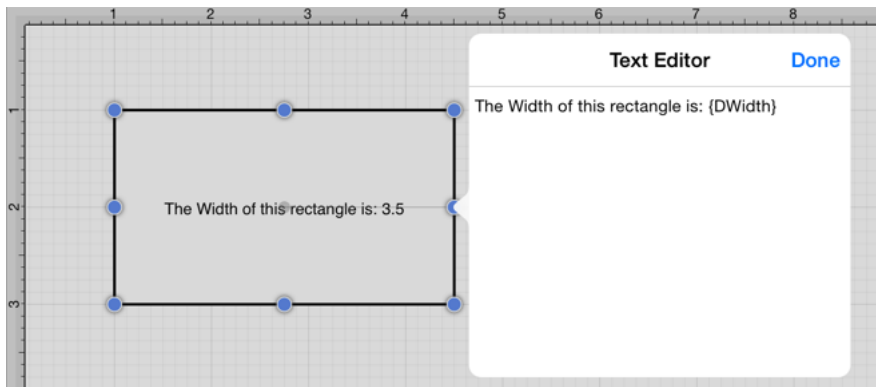 1 2 3 4 5 6 7 8
Text Editor Done
The Width of this rectangle is: {DWidth}
1
The Width of this rectangle is: 3.5
2
3